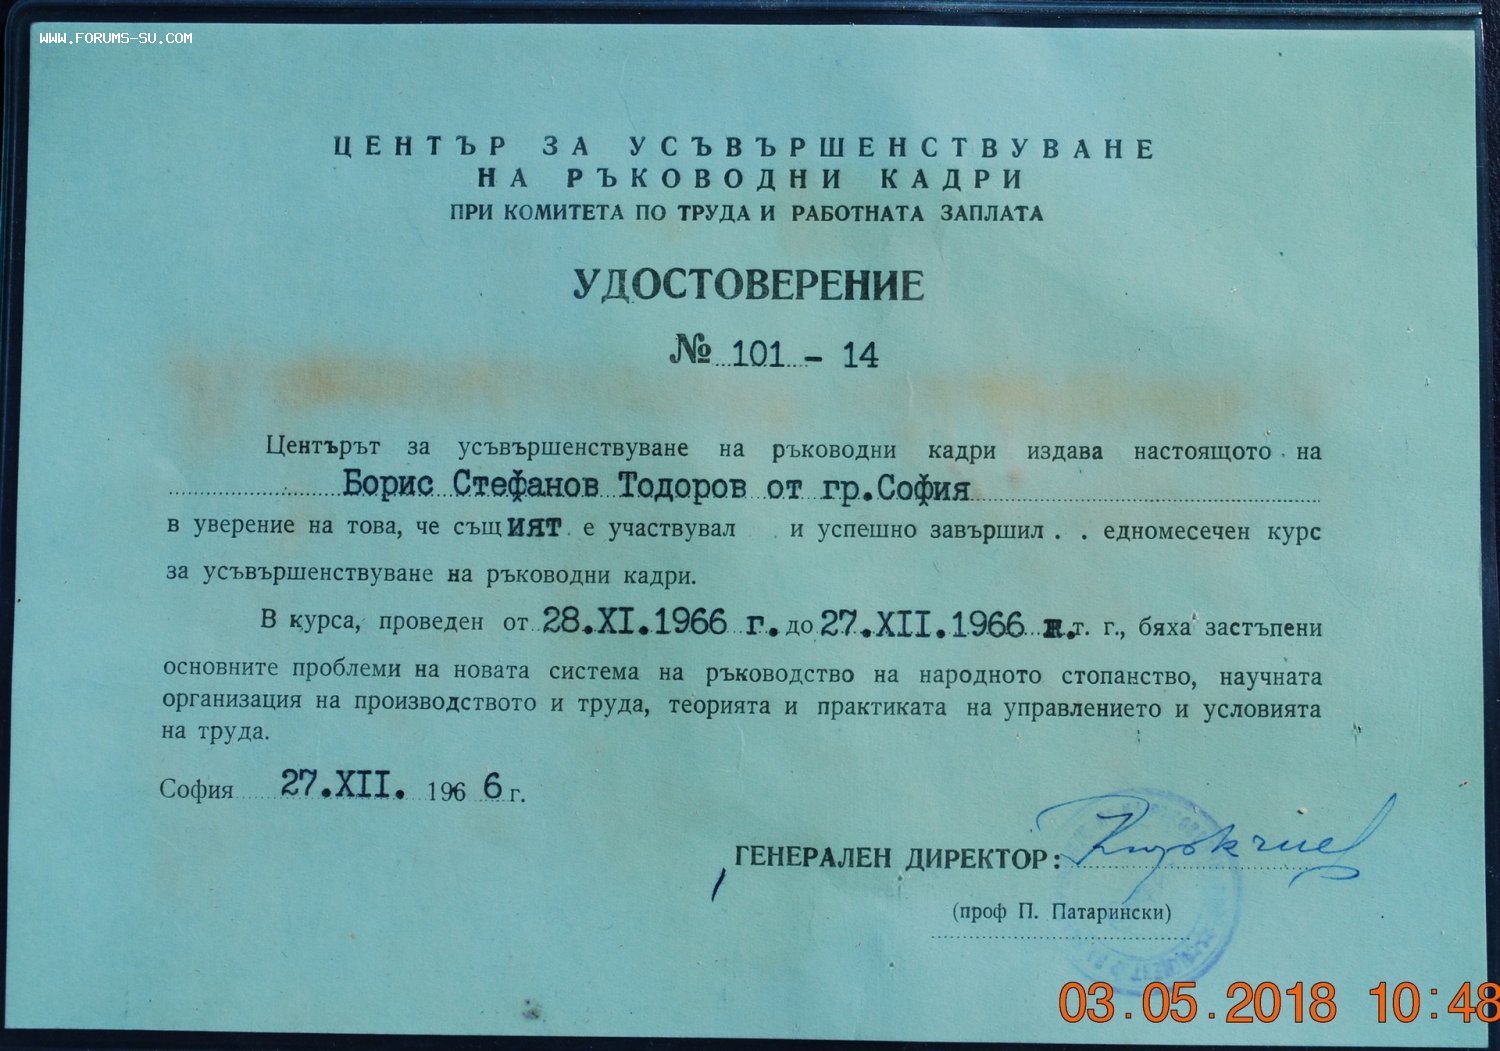 WWW.FORUMS-SU.COM
ЦЕНТЪР ЗА УСЪВЪРШЕНСТВУВАНЕ
НА РЪКОВОДНИ КАДРИ
ПРИ КОМИТЕТА ПО ТРУДА И РАБОТНАТА ЗАПЛАТА
УДОСТОВЕРЕНИЕ
№ 101 - 14
Центърът за усъвършенствуване на ръководни кадри издава настоящото на
Борис Стефанов Тодоров от гр.София
в уверение на това, че същИЯТ е участвувал и успешно завършил . . едномесечен курс
за усъвършенствуване на ръководни кадри.
В курса, проведен от 28.XI.1966 г. до 27.XII.1966 т. г., бяха застъпени
основните проблеми на новата система на ръководство на народното стопанство, научната
организация на производството и труда, теорията и практиката на управлението и условията
на труда.
София 27.XII. 1966 г.
ГЕНЕРАЛЕН ДИРЕКТОР:
(проф П. Патарински)
03.05.2018 10:48